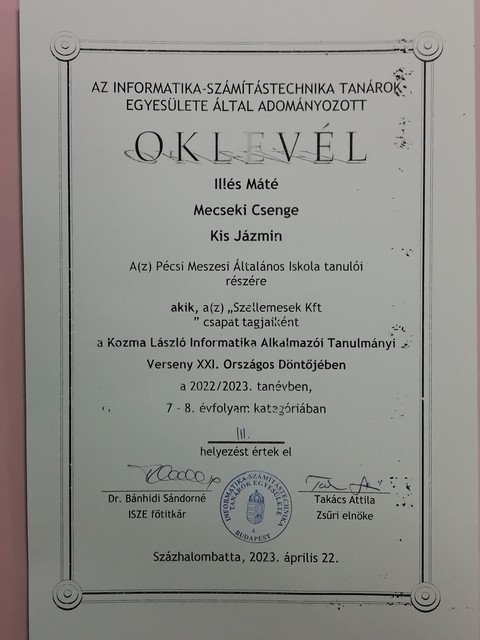 AZ INFORMATIKA-SZÁMÍTÁSTECHNIKA TANÁROK
EGYESÜLETE ÁLTAL ADOMÁNYOZOTT
OKLEVÉL
Illés Máté
Mecseki Csenge
Kis Jázmin
A(z) Pécsi Meszesi Általános Iskola tanulói
részére
akik, a(z) „Szellemesek Kft
” csapat tagjaiként
a Kozma László Informatika Alkalmazói Tanulmányi
Verseny XXI. Országos Döntőjében
a 2022/2023. tanévben,
7 - 8. évfolyam kategóriában
III.
helyezést értek el
Dr. Bánhidi Sándorné
ISZE főtitkár
INFORMATIKA-SZÁMÍTÁSTECHNIKA
TANÁROK EGYESÜLETE
BUDAPEST
Takács Attila
Zsűri elnöke
Százhalombatta, 2023. április 22.